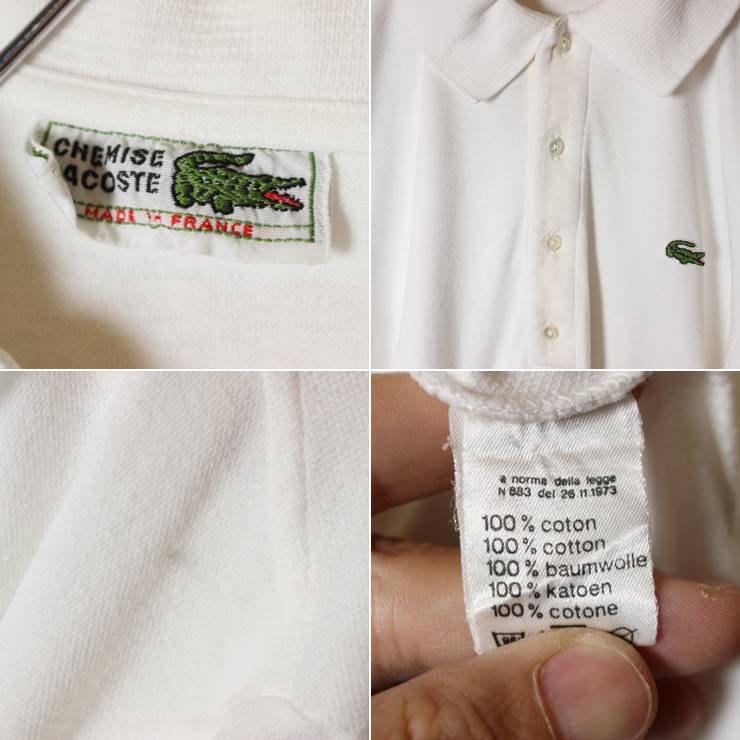 CHEMISE
LACOSTE
MADE IN FRANCE
a norma della legge
N 883 del 26 11.1973
100 % coton
100 % cotton
100 % baumwolle
100 % katoen
100 % cotone